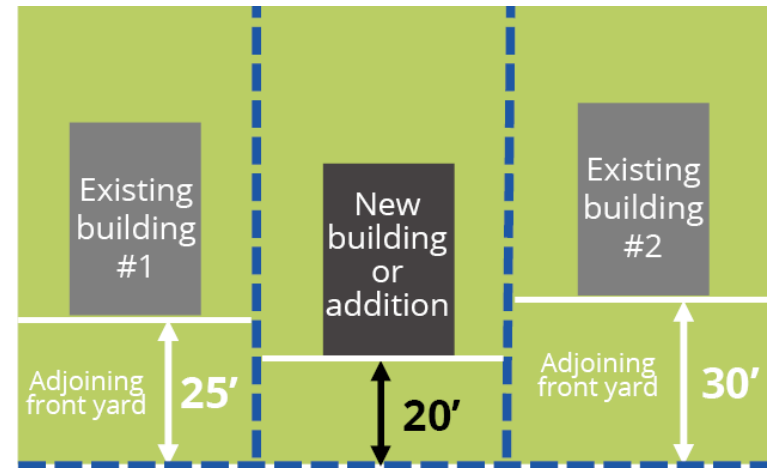 Existing
building
#1
New
building
or
addition
Existing
building
#2
Adjoining
front yard
25’
20’
Adjoining
front yard
30’